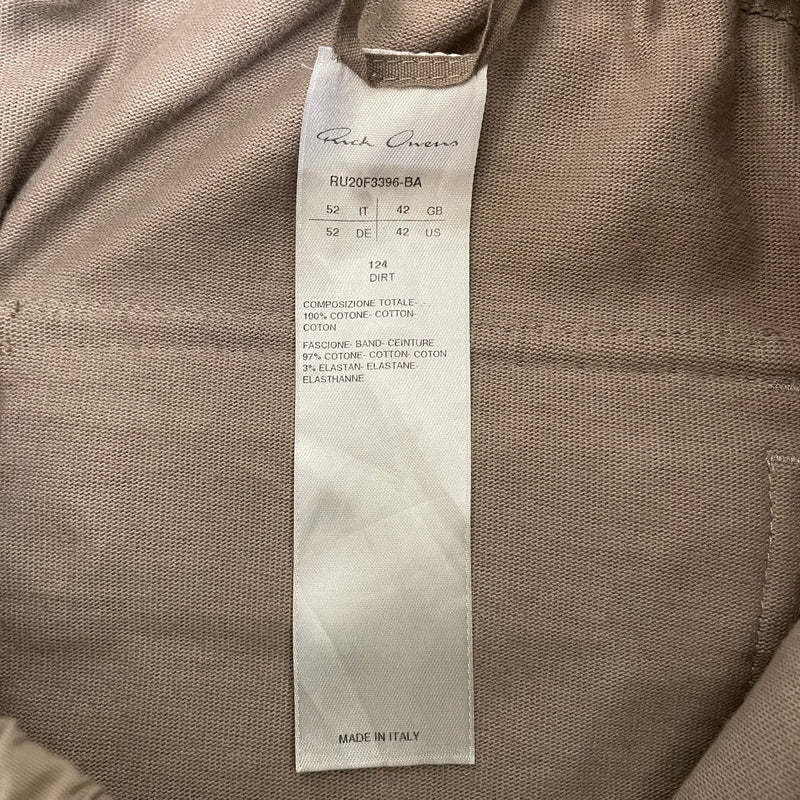 Rick Owens
RU20F3396-BA
52 IT 42 GB
52 DE 42 US
124
DIRT
COMPOSIZIONE TOTALE- .-
100% COTONE- COTTON-
COTON
FASCIONE- BAND- CEINTURE
97% COTONE- COTTON- COTON
3% ELASTAN- ELASTANE-
ELASTHANNE
MADE IN ITALY